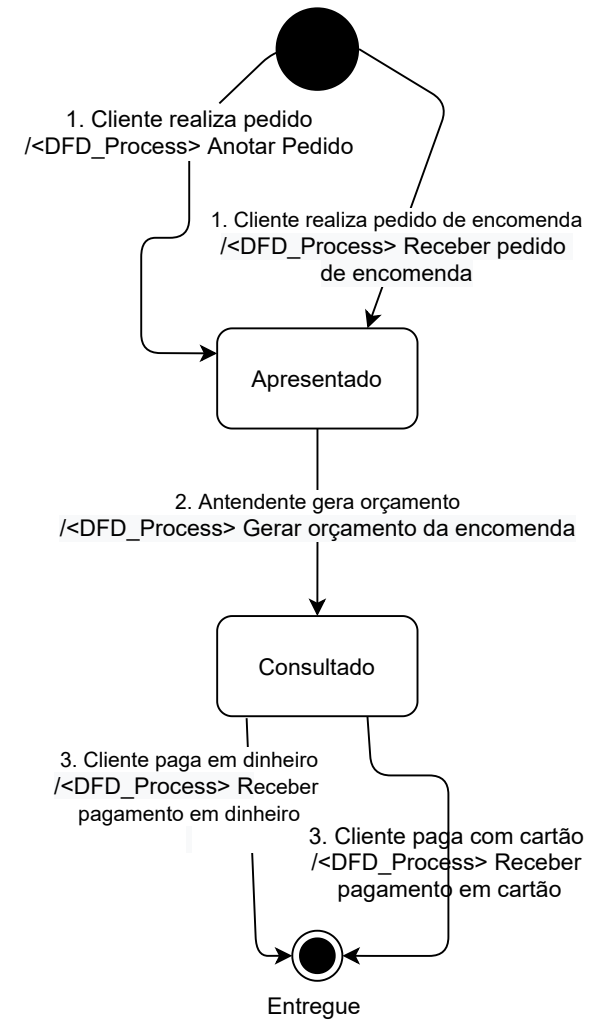 1. Cliente realiza pedido
/<DFD_Process> Anotar Pedido
1. Cliente realiza pedido de encomenda
/<DFD_Process> Receber pedido
de encomenda
Apresentado
2. Antendente gera orçamento
/<DFD_Process> Gerar orçamento da encomenda
Consultado
3. Cliente paga em dinheiro
/<DFD_Process> Receber
pagamento em dinheiro
3. Cliente paga com cartão
/<DFD_Process> Receber
pagamento em cartão
Entregue